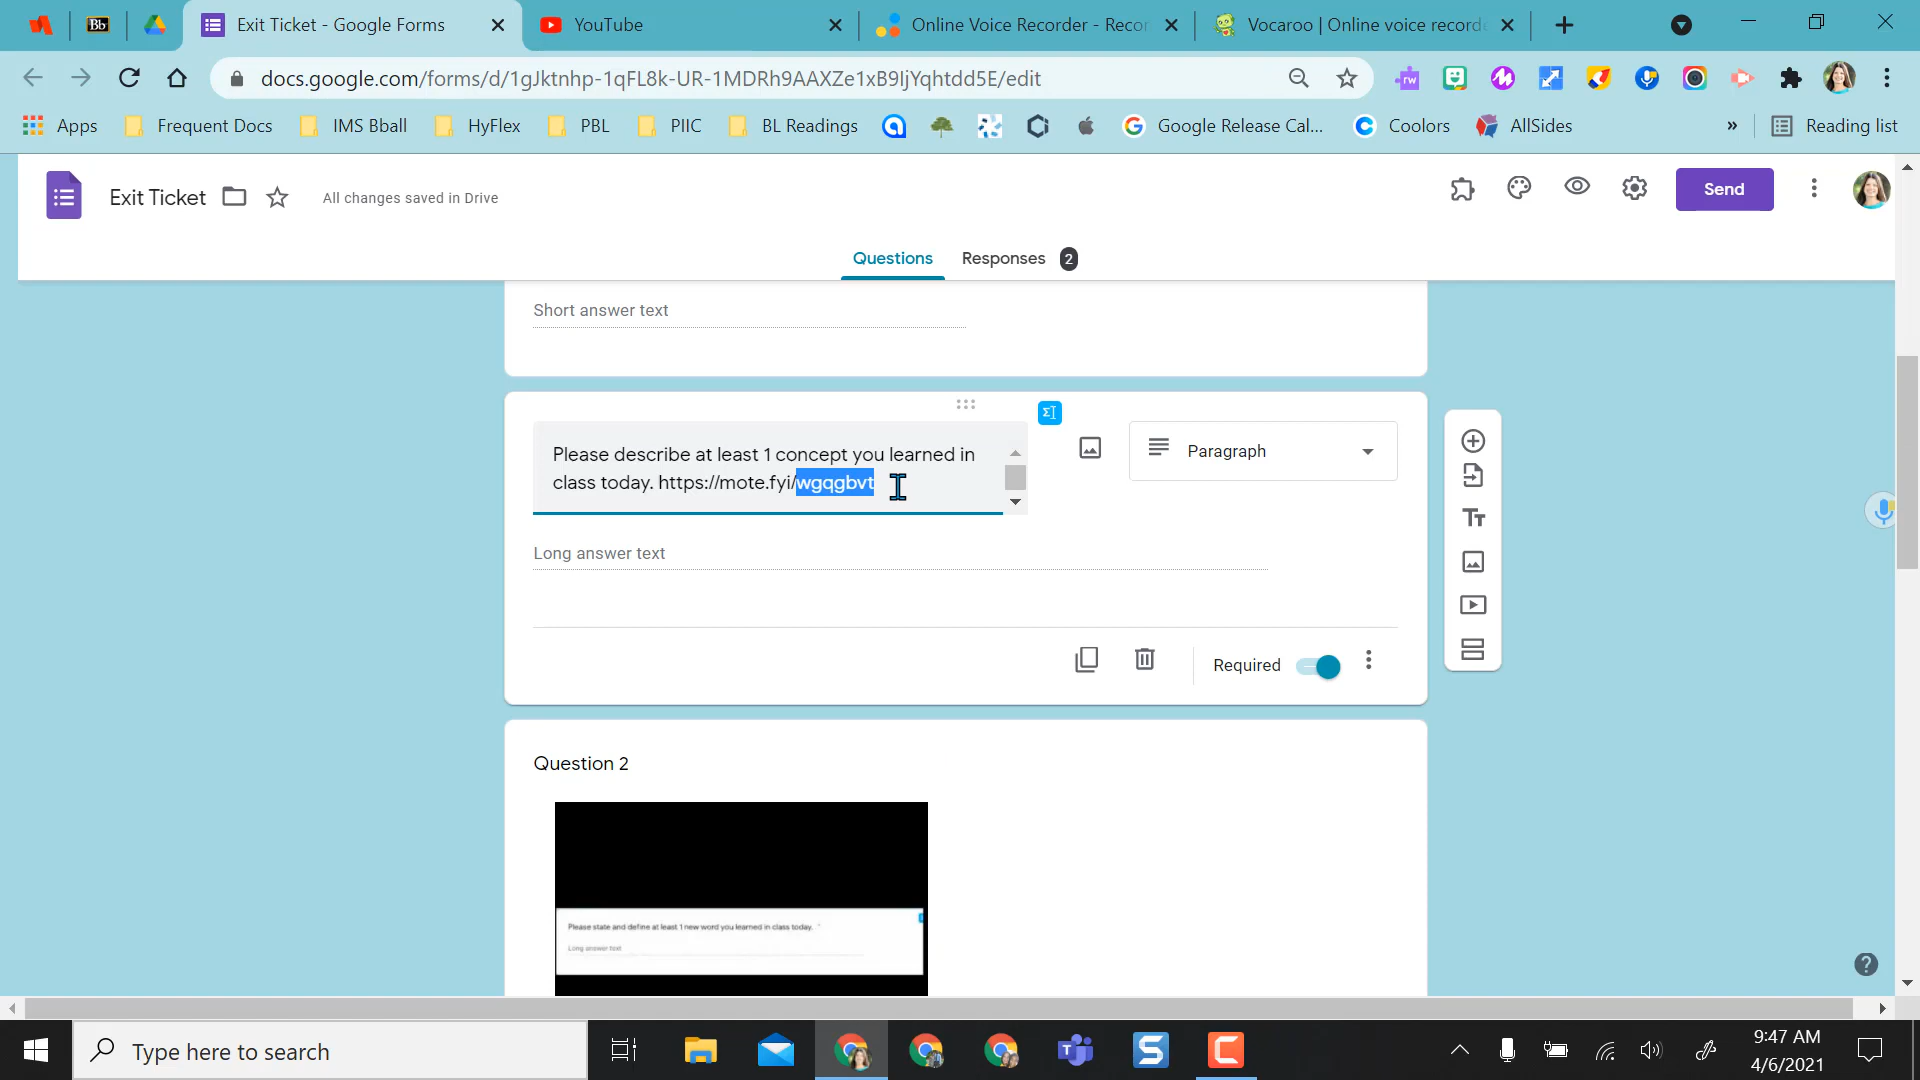 Exit Ticket - Google Forms
YouTube
Online Voice Recorder - Recor
Vocaroo | Online voice recorde
Bb
docs.google.com/forms/d/1gJktnhp-1qFL8k-UR-1MDRh9AAXZe1xB9ljYqhtdd5E/edit
rw
Apps
Frequent Docs
IMS Bball
HyFlex
PBL
PIIC
BL Readings
Google Release Cal...
Coolors
AllSides
»
Reading list
Exit Ticket
All changes saved in Drive
Send
Questions
Responses
2
Short answer text
Please describe at least 1 concept you learned in
class today. https://mote.fyi/wgqgbvt
Paragraph
Long answer text
Required
Question 2
Please state and define at least 1 new word you learned in class today.
Long answer text
Type here to search
9:47 AM
4/6/2021